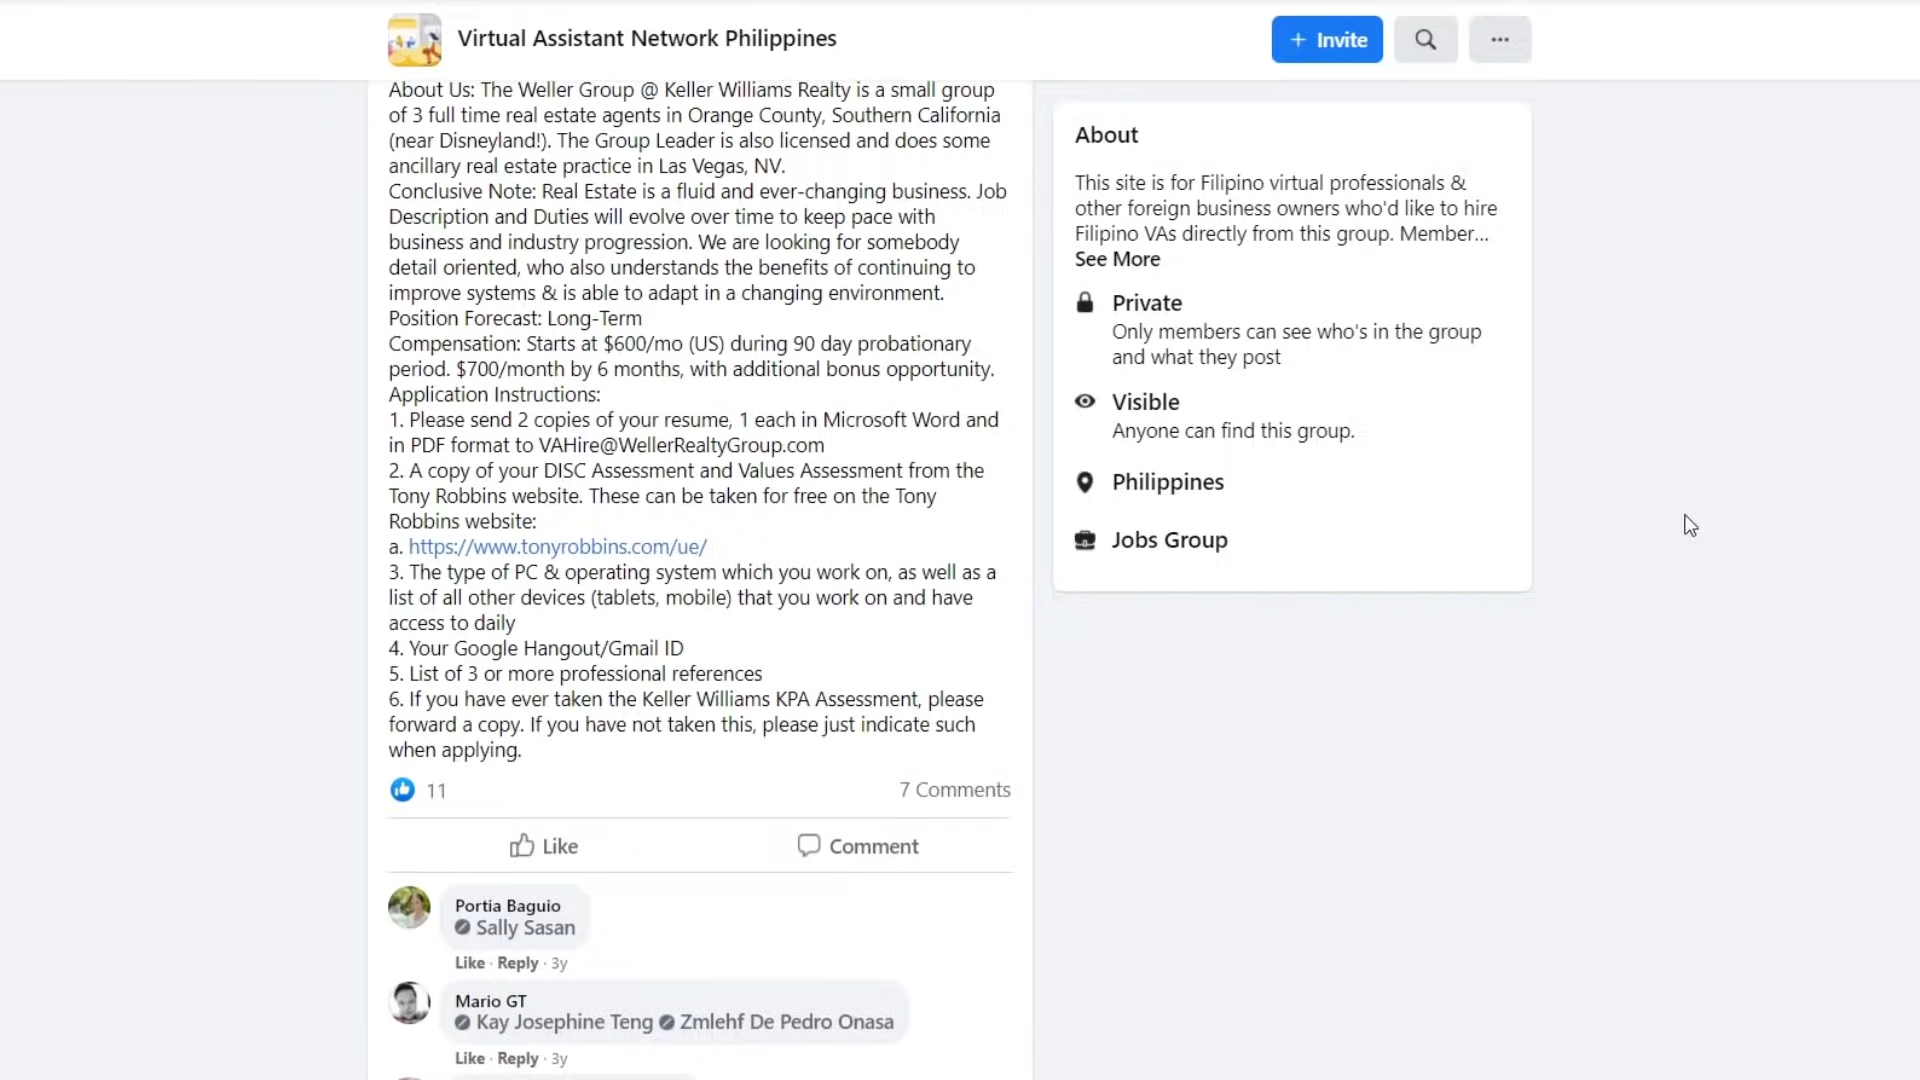 Virtual Assistant Network Philippines
+ Invite
About Us: The Weller Group @ Keller Williams Realty is a small group
of 3 full time real estate agents in Orange County, Southern California
(near Disneyland!). The Group Leader is also licensed and does some
ancillary real estate practice in Las Vegas, NV.
Conclusive Note: Real Estate is a fluid and ever-changing business. Job
Description and Duties will evolve over time to keep pace with
business and industry progression. We are looking for somebody
detail oriented, who also understands the benefits of continuing to
improve systems & is able to adapt in a changing environment.
Position Forecast: Long-Term
Compensation: Starts at $600/mo (US) during 90 day probationary
period. $700/month by 6 months, with additional bonus opportunity.
Application Instructions:
1. Please send 2 copies of your resume, 1 each in Microsoft Word and
in PDF format to VAHire@WellerRealtyGroup.com
2. A copy of your DISC Assessment and Values Assessment from the
Tony Robbins website. These can be taken for free on the Tony
Robbins website:
a. https://www.tonyrobbins.com/ue/
3. The type of PC & operating system which you work on, as well as a
list of all other devices (tablets, mobile) that you work on and have
access to daily
4. Your Google Hangout/Gmail ID
5. List of 3 or more professional references
6. If you have ever taken the Keller Williams KPA Assessment, please
forward a copy. If you have not taken this, please just indicate such
when applying.
11
7 Comments
Like
Comment
Portia Baguio
Sally Sasan
Like · Reply · 3y
Mario GT
Kay Josephine Teng Zmlehf De Pedro Onasa
Like · Reply · 3y
About
This site is for Filipino virtual professionals &
other foreign business owners who'd like to hire
Filipino VAs directly from this group. Member...
See More
Private
Only members can see who's in the group
and what they post
Visible
Anyone can find this group.
Philippines
Jobs Group